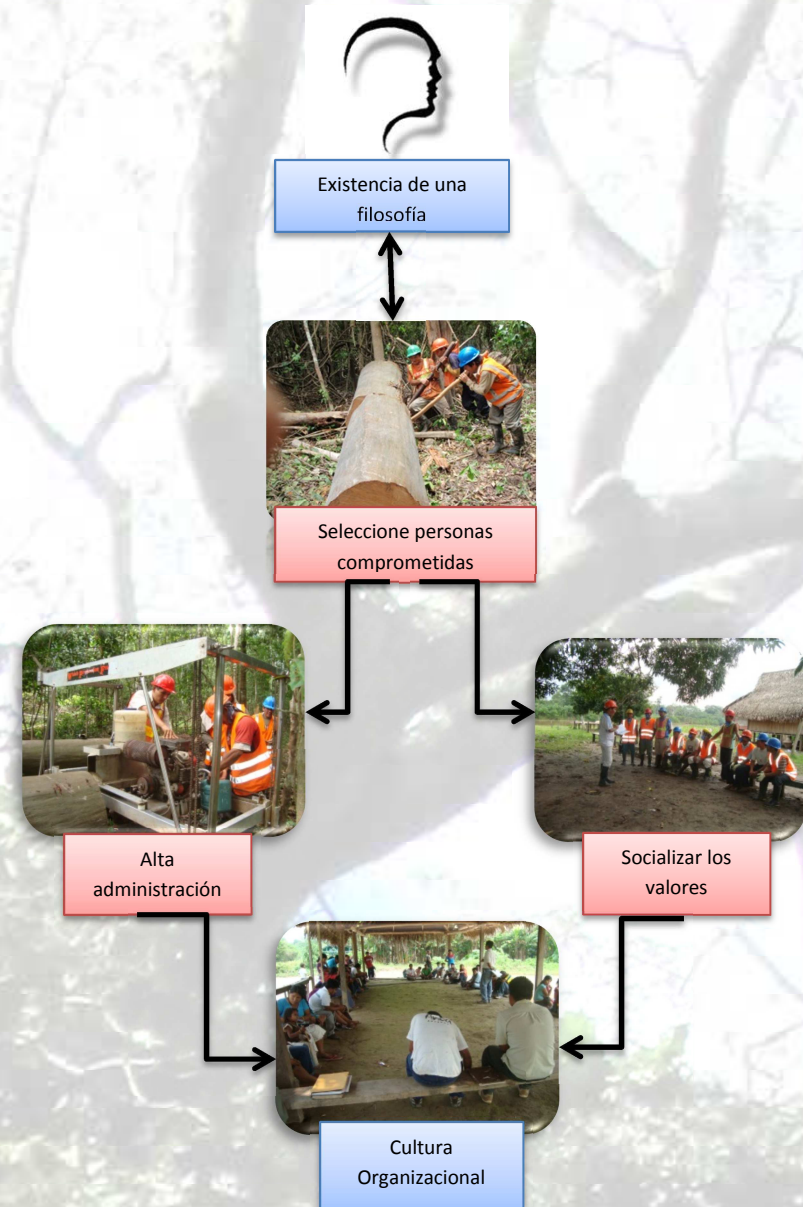 Existencia de una
filosofía
Seleccione personas
comprometidas
Alta
administración
Socializar los
valores
Cultura
Organizacional